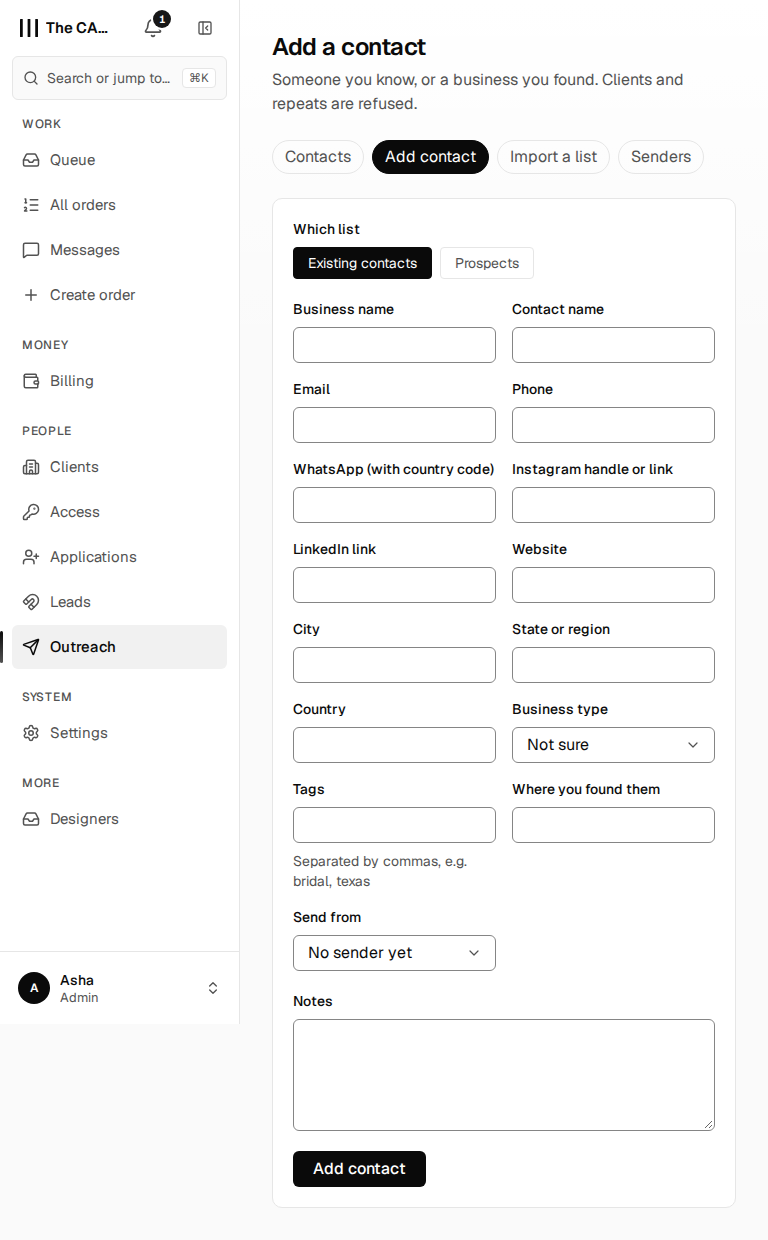 The CA...
1
Search or jump to...
⌘K
WORK
Queue
All orders
Messages
Create order
MONEY
Billing
PEOPLE
Clients
Access
Applications
Leads
Outreach
SYSTEM
Settings
MORE
Designers
A
Asha
Admin
Add a contact
Someone you know, or a business you found. Clients and
repeats are refused.
Contacts
Add contact
Import a list
Senders
Which list
Existing contacts
Prospects
Business name
Contact name
Email
Phone
WhatsApp (with country code)
Instagram handle or link
LinkedIn link
Website
City
State or region
Country
Business type
Not sure
Tags
Where you found them
Separated by commas, e.g.
bridal, texas
Send from
No sender yet
Notes
Add contact